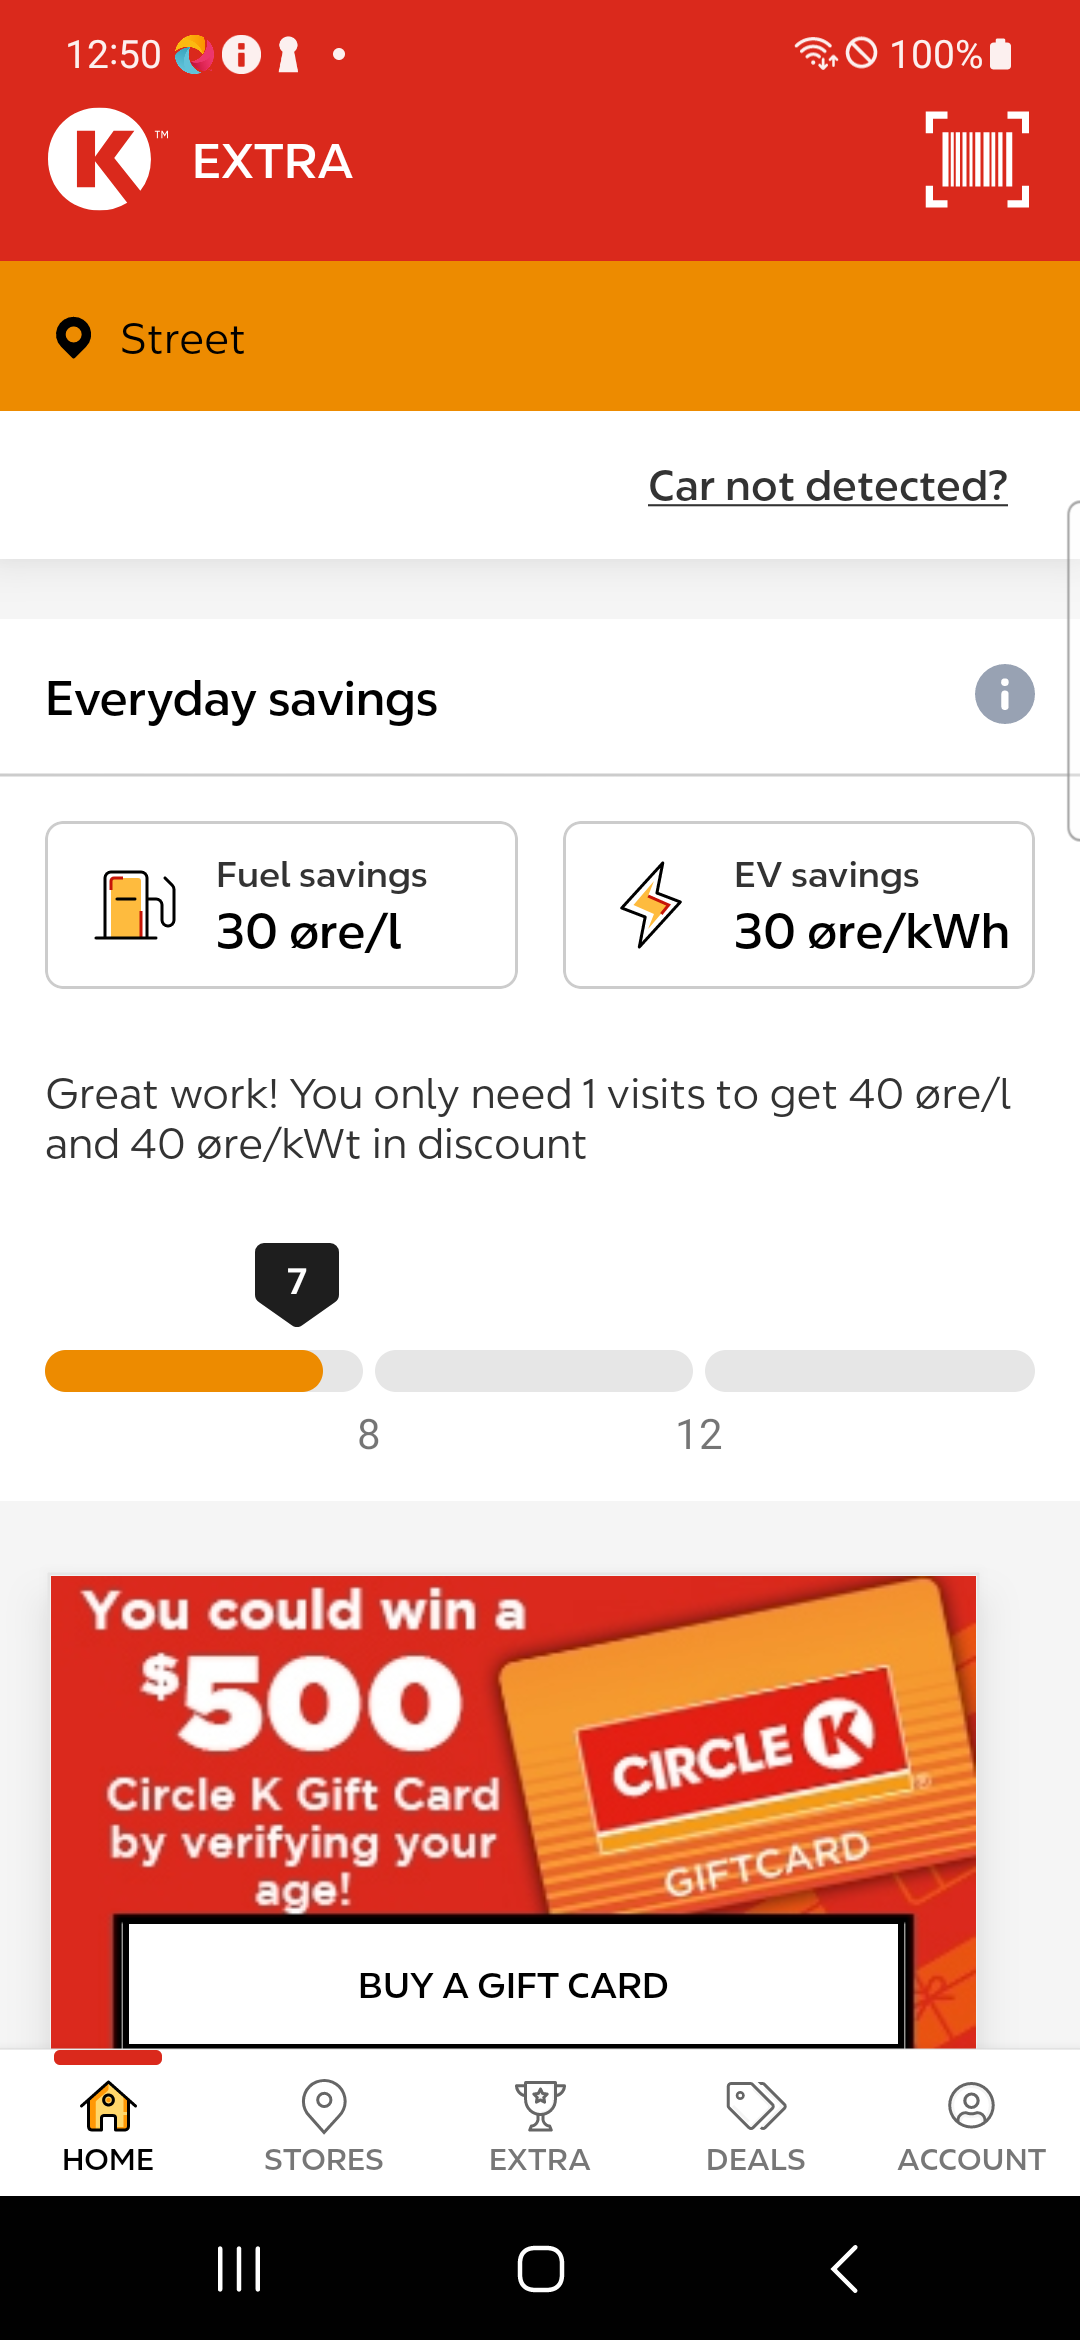 12:50
100%
K™ EXTRA
Street
Car not detected?
Everyday savings
Fuel savings
30 øre/l
EV savings
30 øre/kWh
Great work! You only need 1 visits to get 40 øre/l
and 40 øre/kWt in discount
7
8
12
You could win a
$500
Circle K Gift Card
by verifying your
age!
CIRCLE K
GIFTCARD
BUY A GIFT CARD
HOME
STORES
EXTRA
DEALS
ACCOUNT